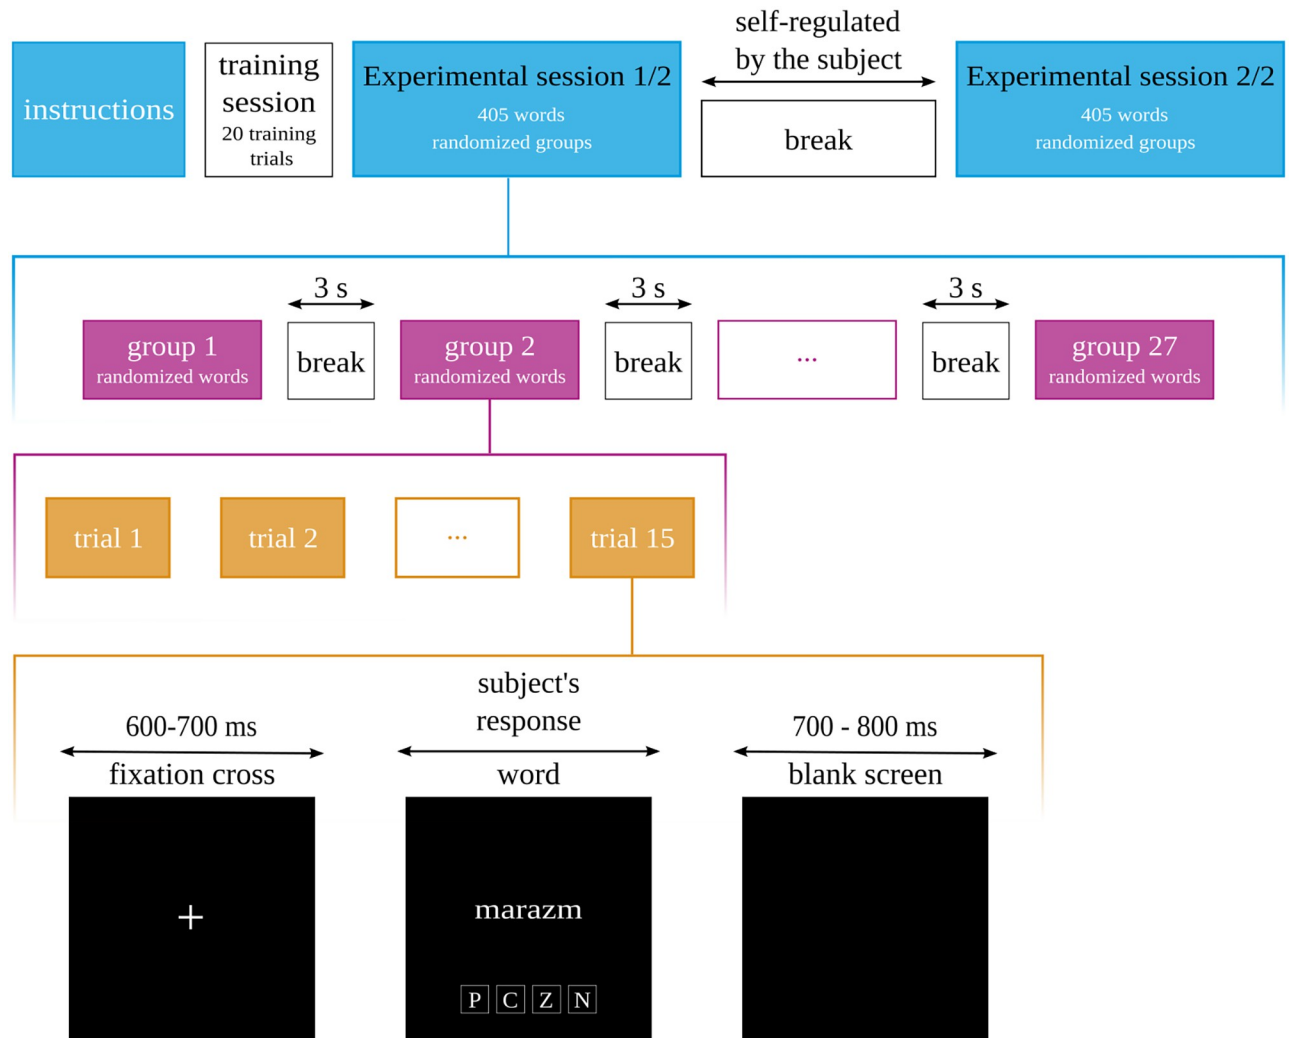 instructions
training
session
20 training
trials
Experimental session 1/2
405 words
randomized groups
self-regulated
by the subject
break
Experimental session 2/2
405 words
randomized groups
3 s
3 s
3 s
group 1
randomized words
break
group 2
randomized words
break
...
break
group 27
randomized words
trial 1
trial 2
...
trial 15
600-700 ms
fixation cross
+
subject's
response
word
marazm
P C Z N
700 - 800 ms
blank screen